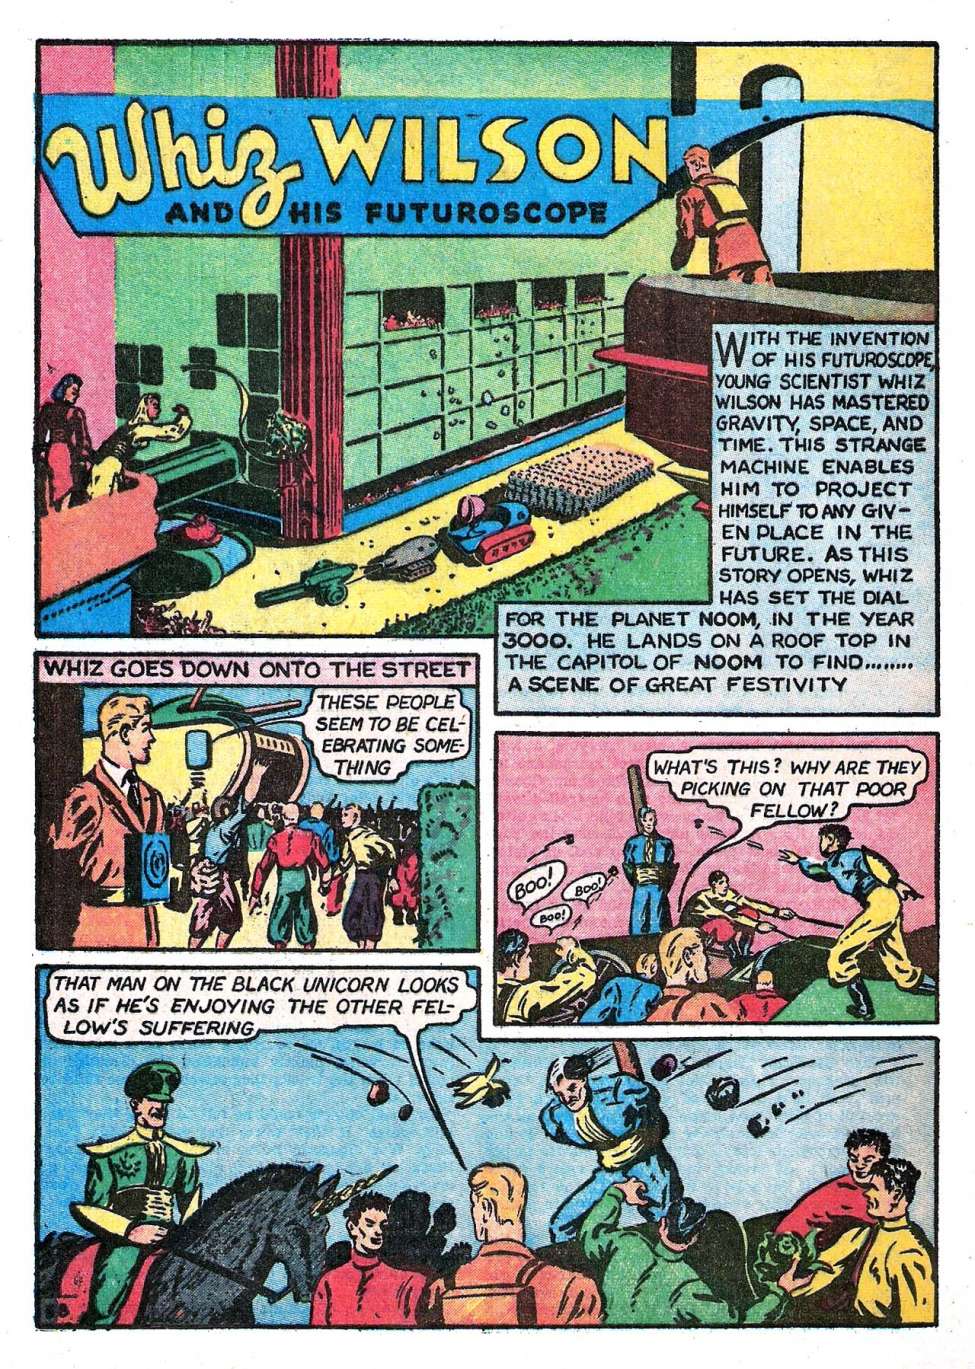 Whiz WILSON
AND HIS FUTUROSCOPE
WITH THE INVENTION
OF HIS FUTUROSCOPE,
YOUNG SCIENTIST WHIZ
WILSON HAS MASTERED
GRAVITY, SPACE, AND
TIME. THIS STRANGE
MACHINE ENABLES
HIM TO PROJECT
HIMSELF TO ANY GIV-
EN PLACE IN THE
FUTURE. AS THIS
STORY OPENS, WHIZ
HAS SET THE DIAL
FOR THE PLANET NOOM, IN THE YEAR
3000. HE LANDS ON A ROOF TOP IN
THE CAPITOL OF NOOM TO FIND........
A SCENE OF GREAT FESTIVITY
WHIZ GOES DOWN ONTO THE STREET
THESE PEOPLE
SEEM TO BE CEL-
EBRATING SOME-
THING
WHAT'S THIS? WHY ARE THEY
PICKING ON THAT POOR
FELLOW?
BOO!
BOO!
BOO!
THAT MAN ON THE BLACK UNICORN LOOKS
AS IF HE'S ENJOYING THE OTHER FEL-
LOW'S SUFFERING